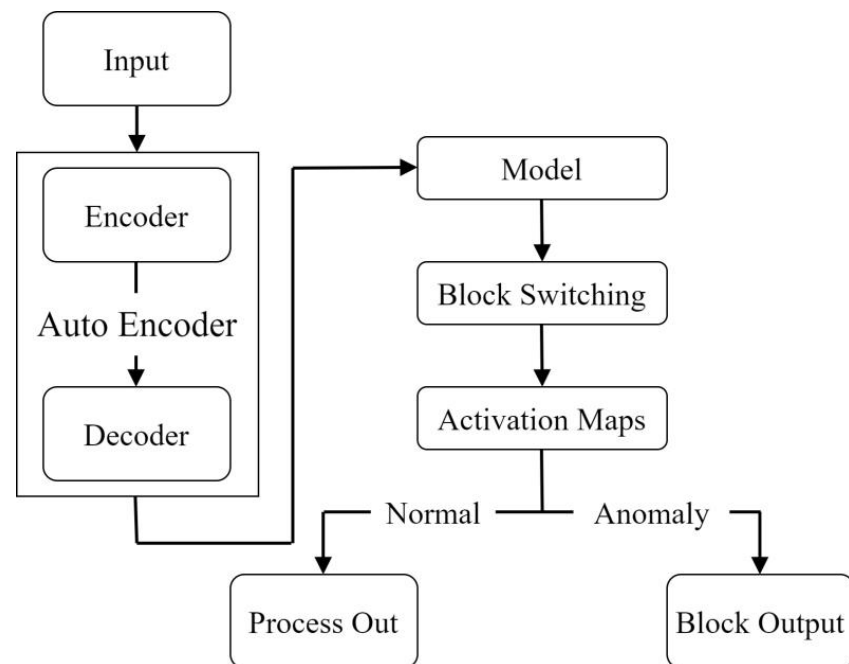 Input
Encoder
Auto Encoder
Decoder
Model
Block Switching
Activation Maps
Normal
Anomaly
Process Out
Block Output